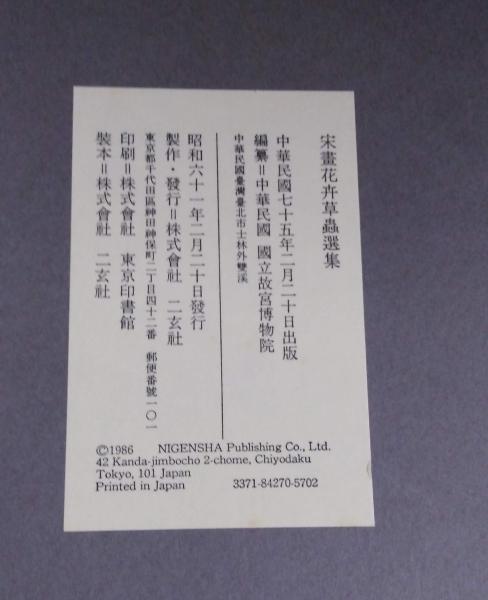 宋畫花卉草蟲選集
中華民國七十五年二月二十日出版
編纂＝中華民國 國立故宮博物院
中華民國臺灣臺北市士林外雙溪
昭和六十一年二月二十日發行
製作・發行＝株式會社 二玄社
東京都千代田區神田神保町二丁目四十二番 郵便番號一〇一
印刷＝株式會社 東京印書館
裝本＝株式會社 二玄社
©1986 NIGENSHA Publishing Co., Ltd.
42 Kanda-jimbocho 2-chome, Chiyodaku
Tokyo, 101 Japan
Printed in Japan 3371-84270-5702